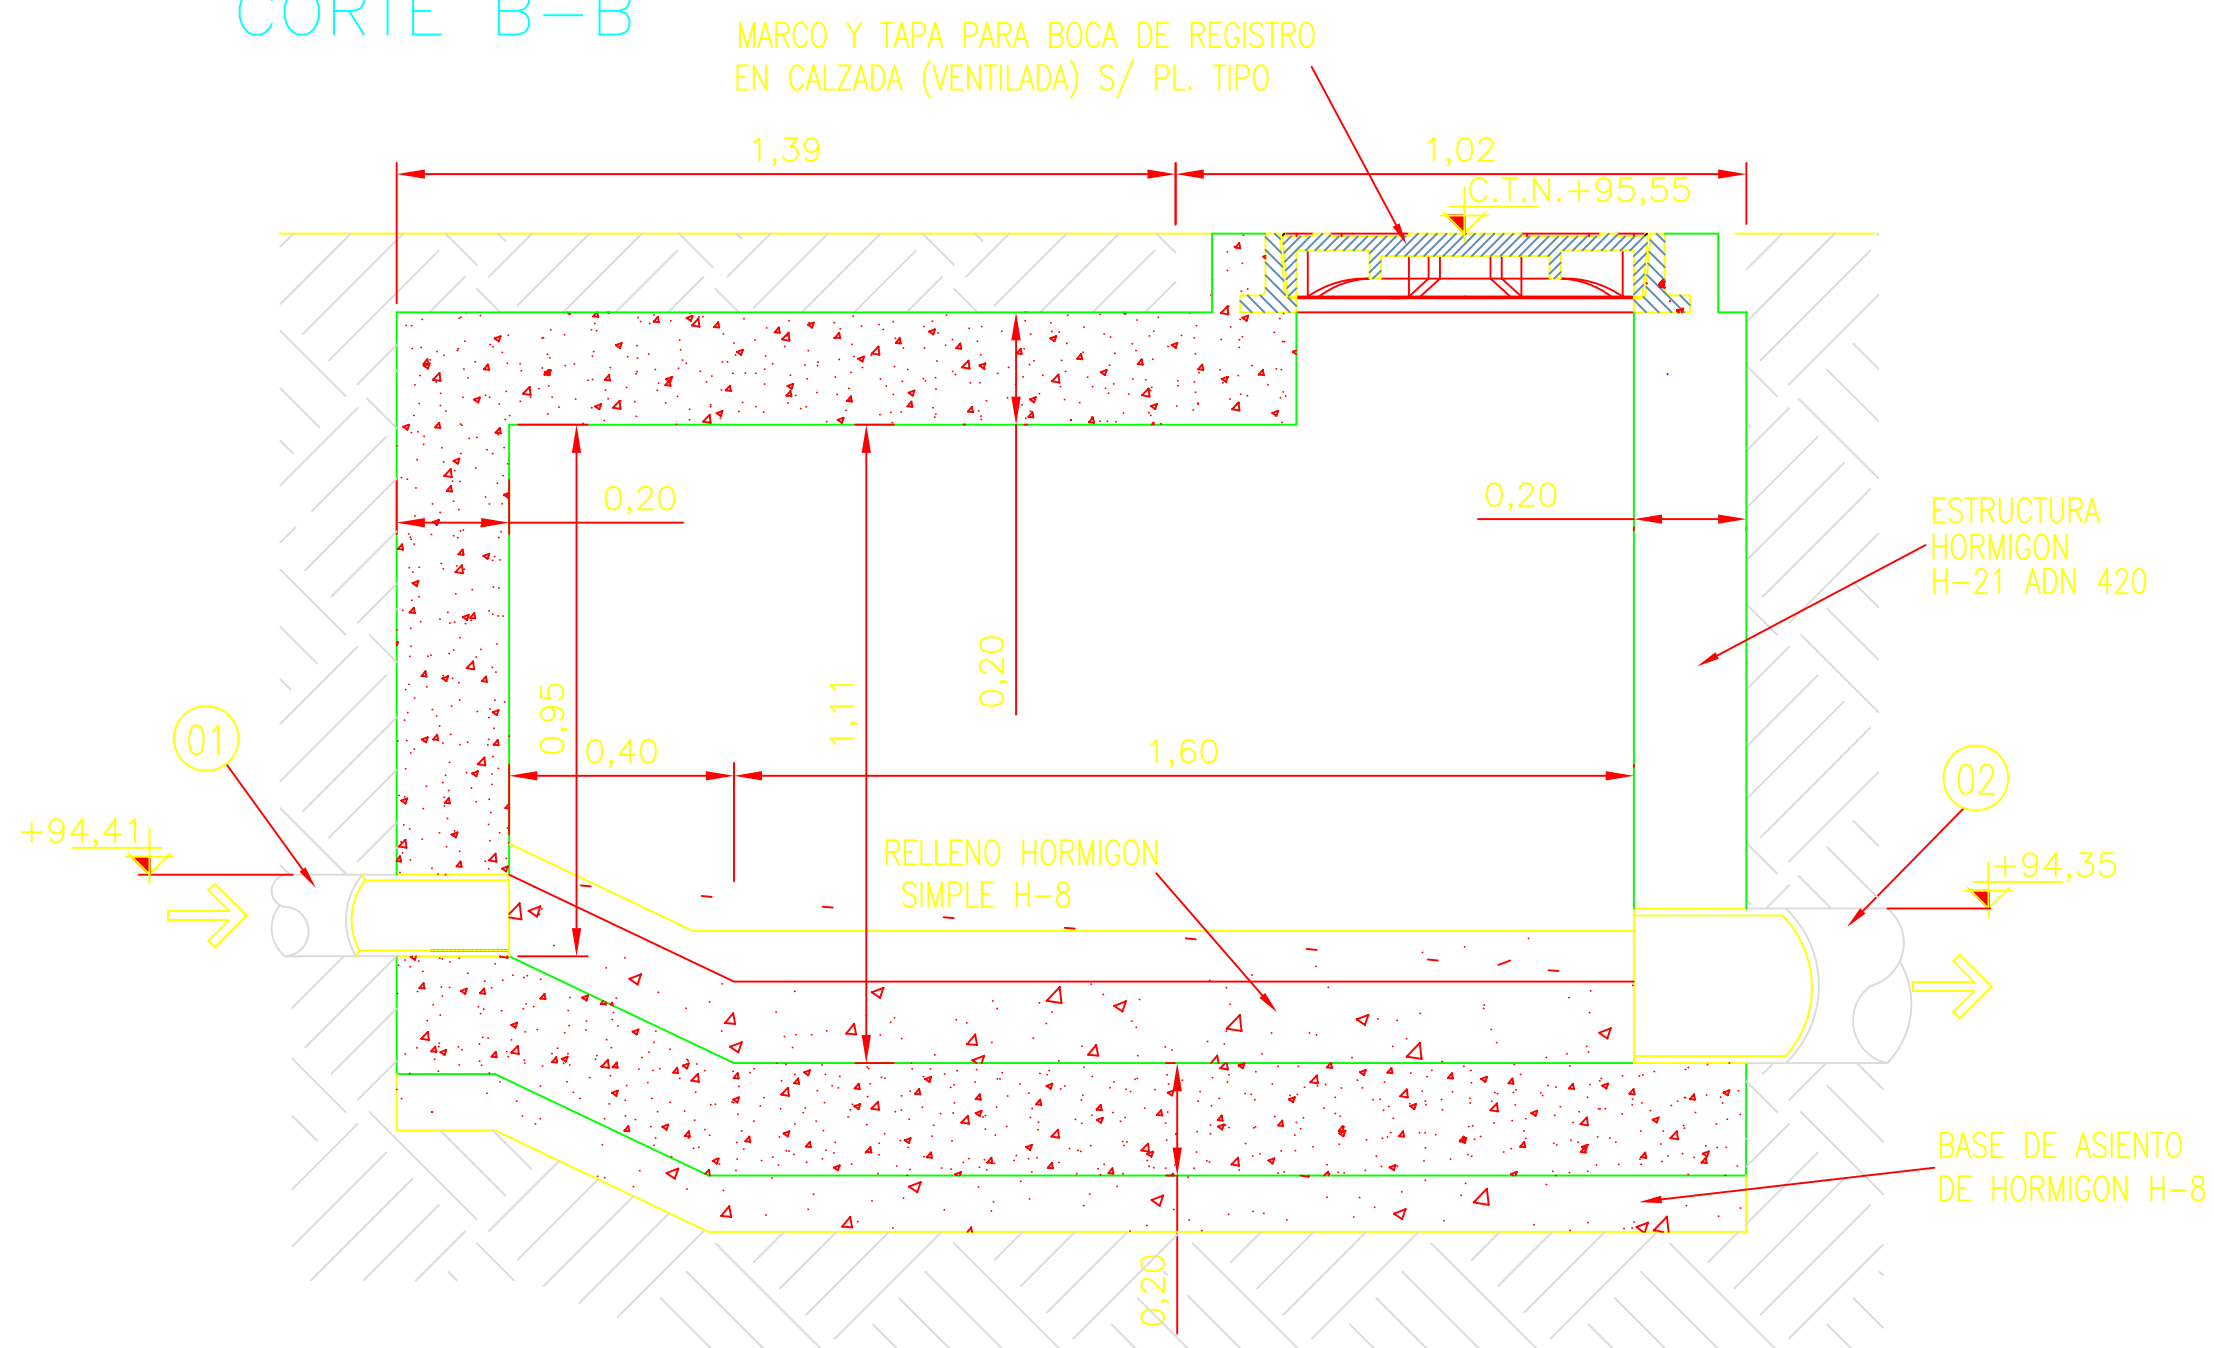 CORTE B-B
MARCO Y TAPA PARA BOCA DE REGISTRO
EN CALZADA (VENTILADA) S/ PL. TIPO
1,39
1,02
C.T.N.+95,55
0,20
0,20
ESTRUCTURA
HORMIGON
H-21 ADN 420
0,95
1,11
0,20
01
0,40
1,60
02
+94,41
RELLENO HORMIGON
SIMPLE H-8
+94,35
BASE DE ASIENTO
DE HORMIGON H-8
0,20